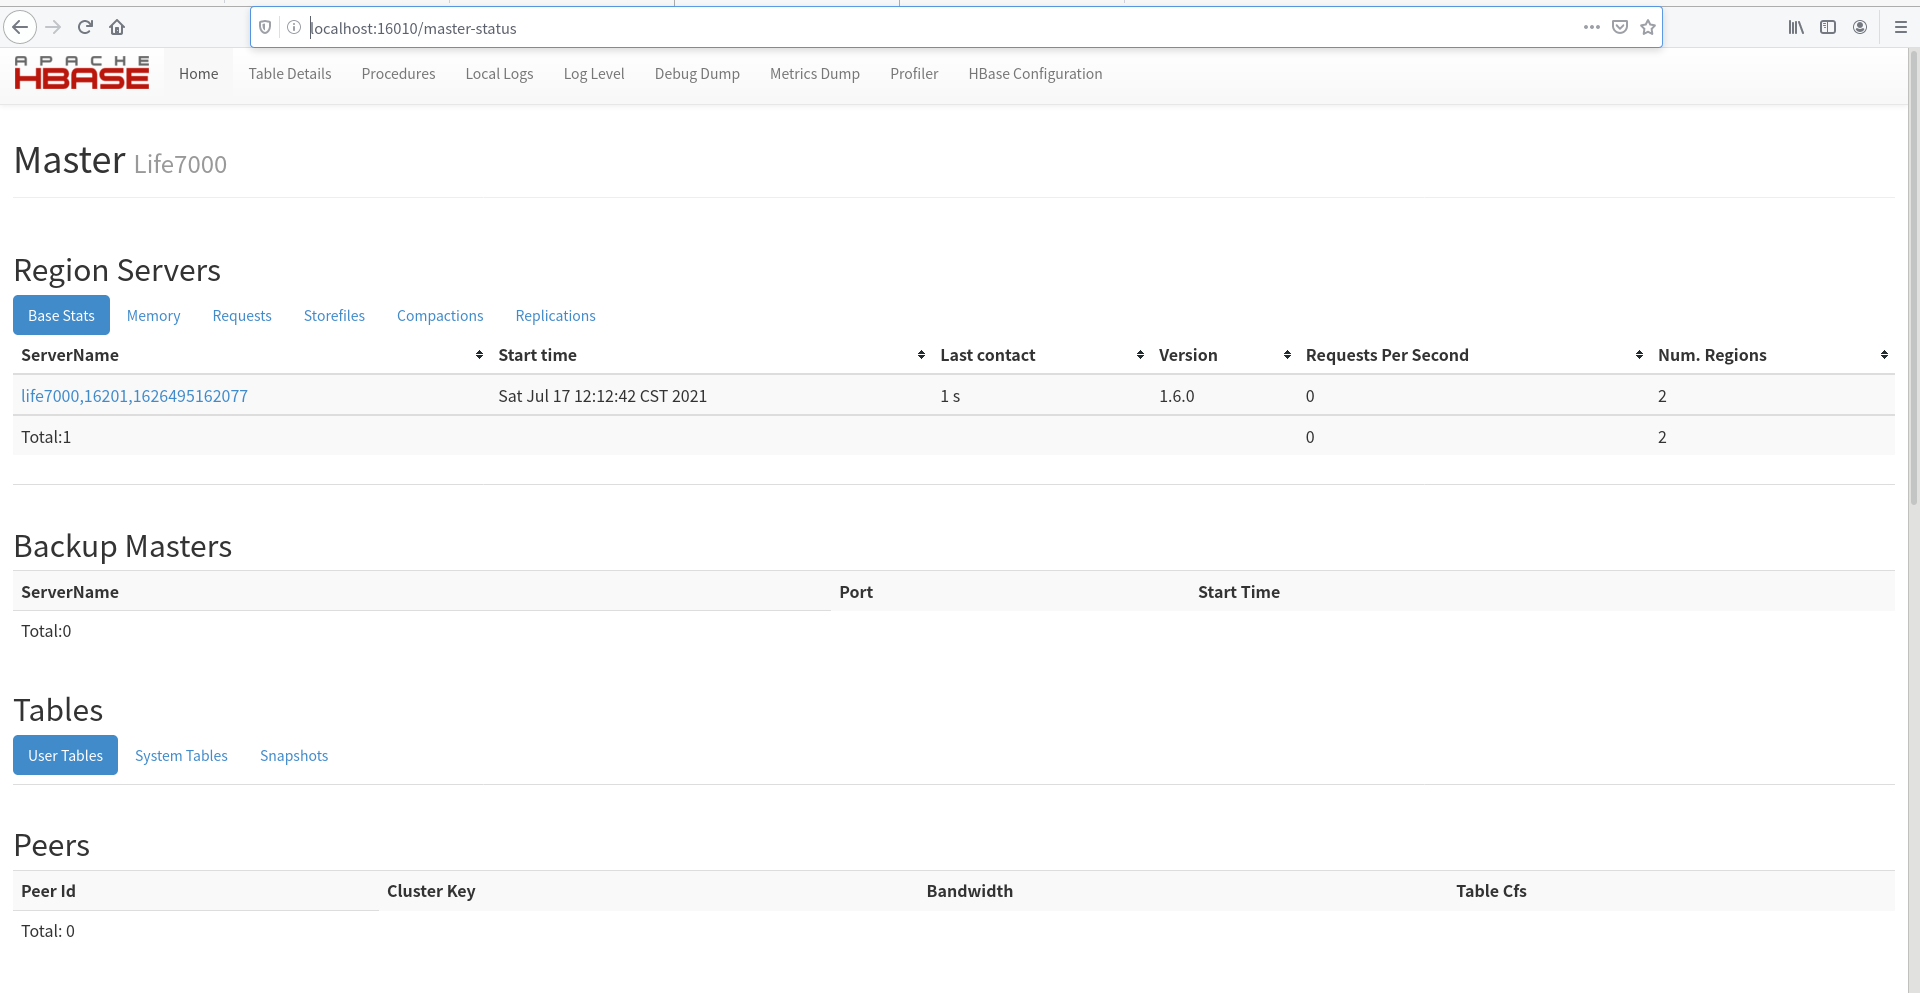 localhost:16010/master-status
APACHE
HBASE
Home Table Details Procedures Local Logs Log Level Debug Dump Metrics Dump Profiler HBase Configuration
Master Life7000
Region Servers
Base Stats Memory Requests Storefiles Compactions Replications
ServerName Start time Last contact Version Requests Per Second Num. Regions
life7000,16201,1626495162077 Sat Jul 17 12:12:42 CST 2021 1 s 1.6.0 0 2
Total:1 0 2
Backup Masters
ServerName Port Start Time
Total:0
Tables
User Tables System Tables Snapshots
Peers
Peer Id Cluster Key Bandwidth Table Cfs
Total: 0